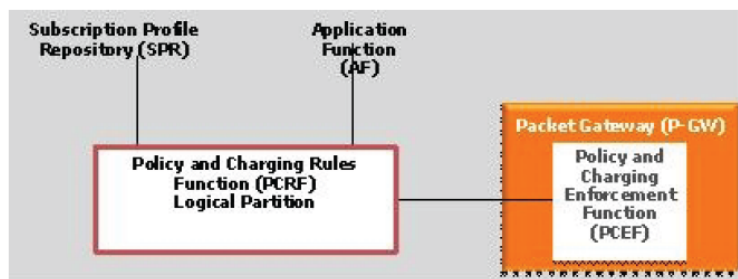 Subscription Profile
Repository (SPR)
Application
Function
(AF)
Packet Gateway (P-GW)
Policy and Charging Rules
Function (PCRF)
Logical Partition
Policy and
Charging
Enforcement
Function
(PCEF)